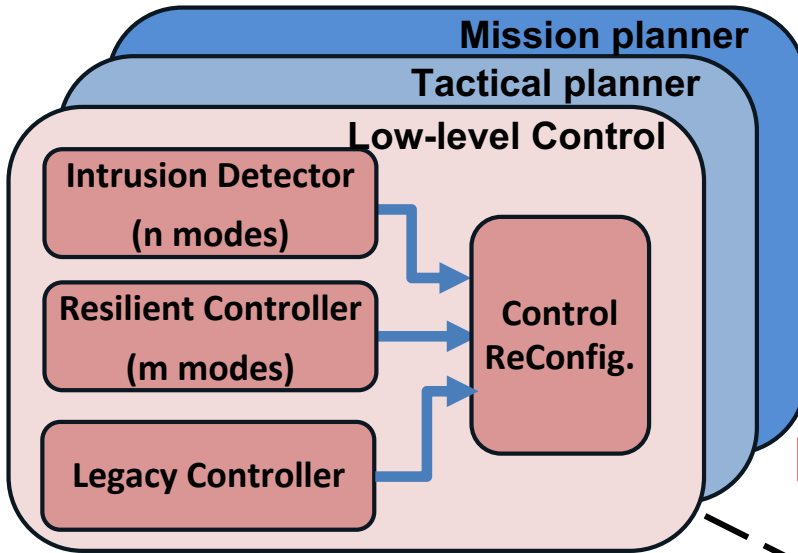 Mission planner
Tactical planner
Low-level Control
Intrusion Detector
(n modes)
Resilient Controller
(m modes)
Legacy Controller
Control
ReConfig.